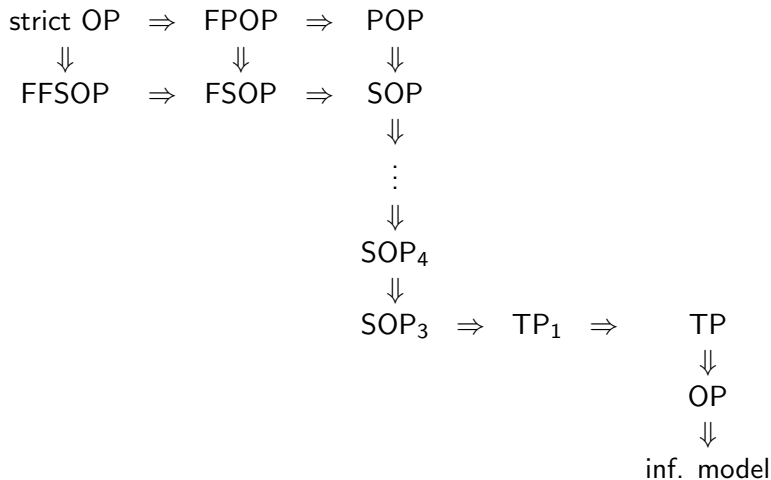 strict OP ⇒ FPOP ⇒ POP
⇓ ⇓ ⇓
FFSOP ⇒ FSOP ⇒ SOP
⇓
⋮
⇓
SOP₄
⇓
SOP₃ ⇒ TP₁ ⇒ TP
⇓
OP
⇓
inf. model